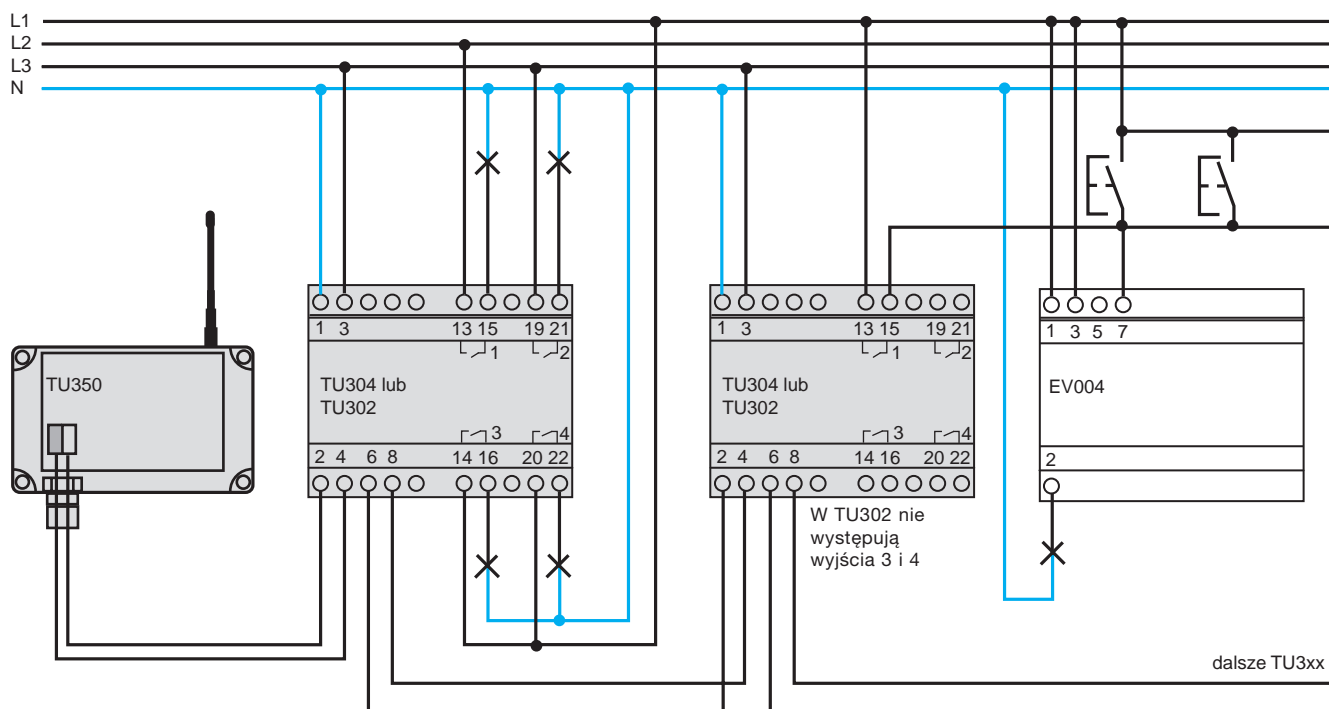 L1
L2
L3
N
1 3 13 15 19 21
1 2
TU304 lub
TU302
3 4
2 4 6 8 14 16 20 22
TU350
1 3 13 15 19 21
1 2
TU304 lub
TU302
3 4
2 4 6 8 14 16 20 22
W TU302 nie
występują
wyjścia 3 i 4
1 3 5 7
EV004
2
dalsze TU3xx